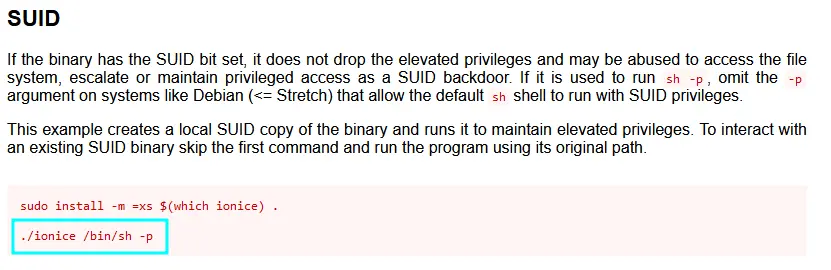 SUID
If the binary has the SUID bit set, it does not drop the elevated privileges and may be abused to access the file
system, escalate or maintain privileged access as a SUID backdoor. If it is used to run sh -p, omit the -p
argument on systems like Debian (<= Stretch) that allow the default sh shell to run with SUID privileges.
This example creates a local SUID copy of the binary and runs it to maintain elevated privileges. To interact with
an existing SUID binary skip the first command and run the program using its original path.
sudo install -m =xs $(which ionice) .
./ionice /bin/sh -p